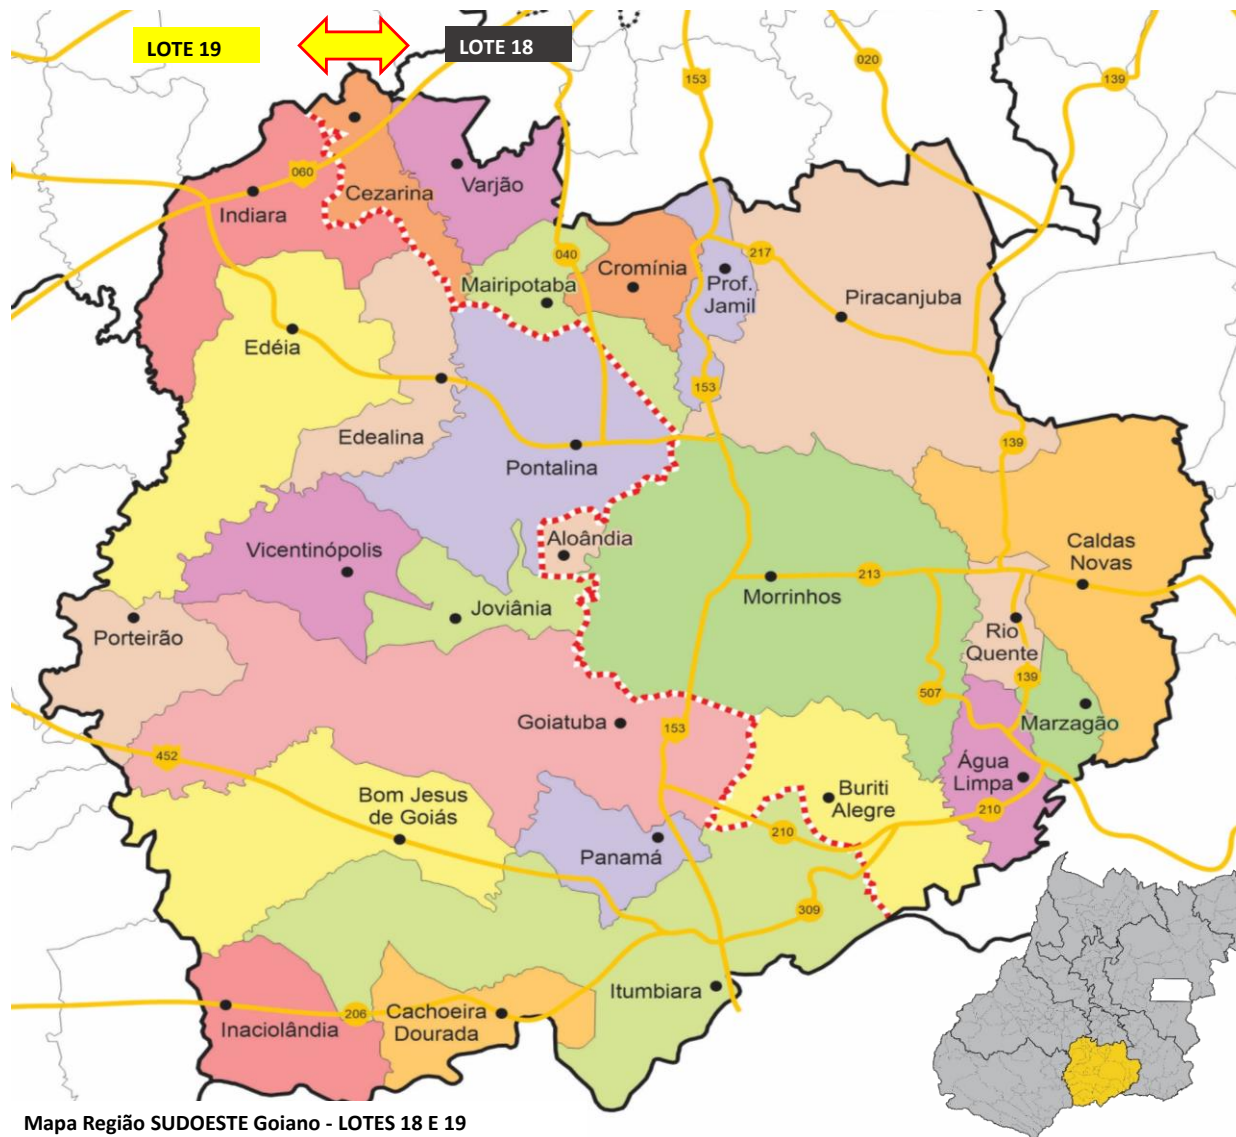 LOTE 19
LOTE 18
153
020
139
060
Cezarina
Varjão
Indiara
040
217
Mairipotaba
Cromínia
Prof.
Jamil
Piracanjuba
Edéia
153
Edealina
Pontalina
139
Vicentinópolis
Aloândia
Caldas
Novas
213
Morrinhos
Joviânia
Porteirão
Rio
Quente
139
507
Marzagão
Goiatuba
153
452
Água
Limpa
Bom Jesus
de Goiás
Buriti
Alegre
210
210
Panamá
309
Itumbiara
206
Cachoeira
Dourada
Inaciolândia
Mapa Região SUDOESTE Goiano - LOTES 18 E 19